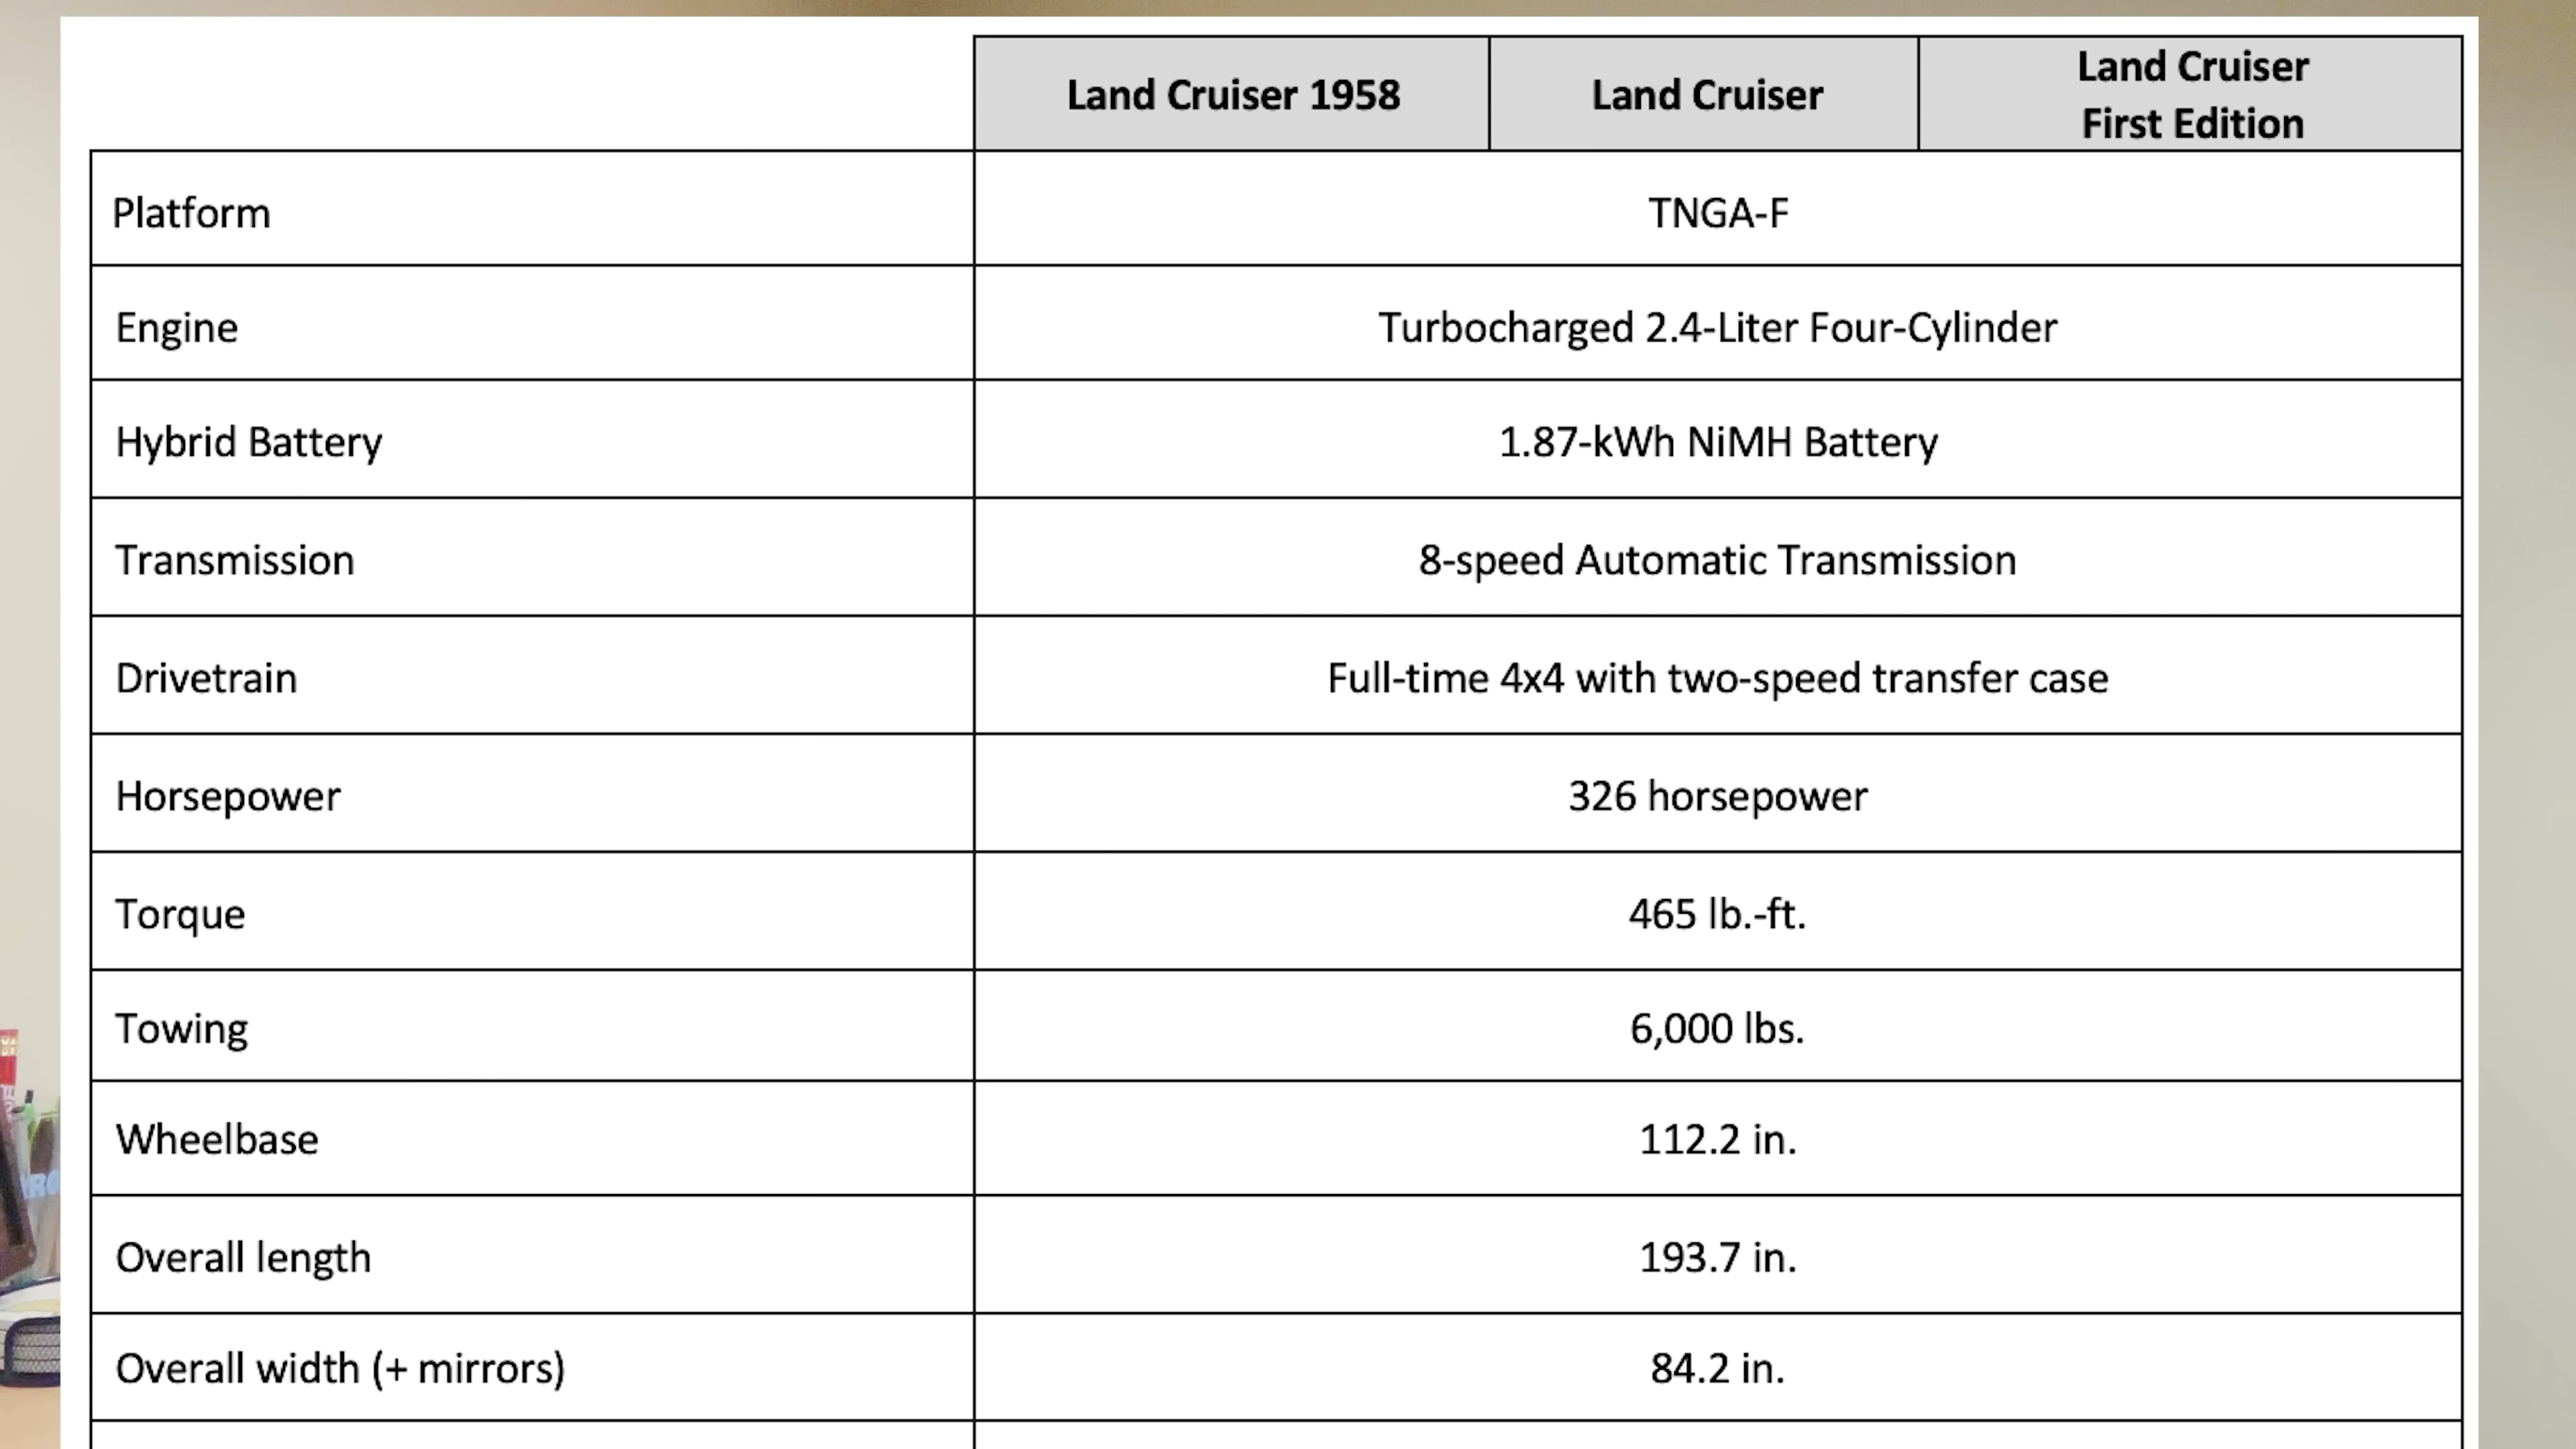 Land Cruiser 1958
Land Cruiser
Land Cruiser
First Edition
Platform
TNGA-F
Engine
Turbocharged 2.4-Liter Four-Cylinder
Hybrid Battery
1.87-kWh NiMH Battery
Transmission
8-speed Automatic Transmission
Drivetrain
Full-time 4x4 with two-speed transfer case
Horsepower
326 horsepower
Torque
465 lb.-ft.
Towing
6,000 lbs.
Wheelbase
112.2 in.
Overall length
193.7 in.
Overall width (+ mirrors)
84.2 in.